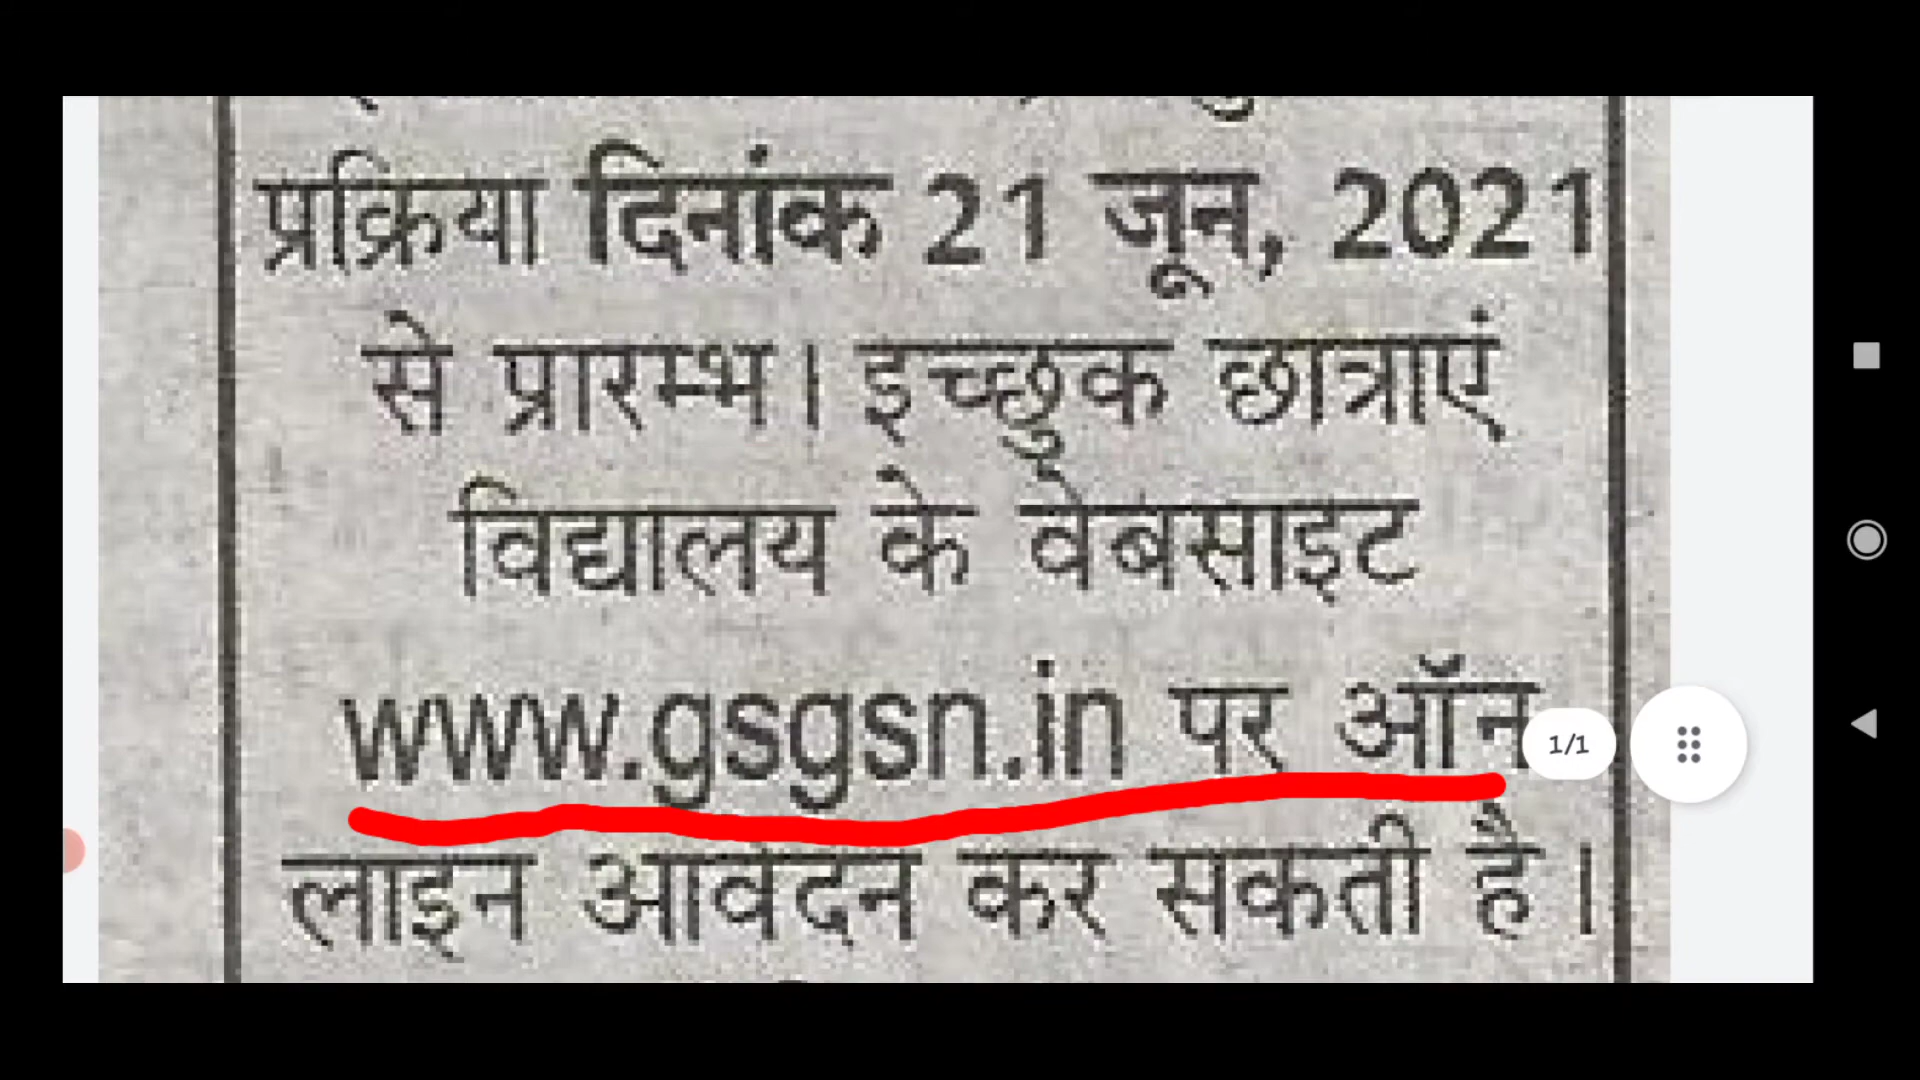 प्रक्रिया दिनांक 21 जून, 2021
से प्रारम्भ। इच्छुक छात्राएं
विद्यालय के वेबसाइट
www.gsgsn.in पर ऑन
1/1
लाइन आवेदन कर सकती है।